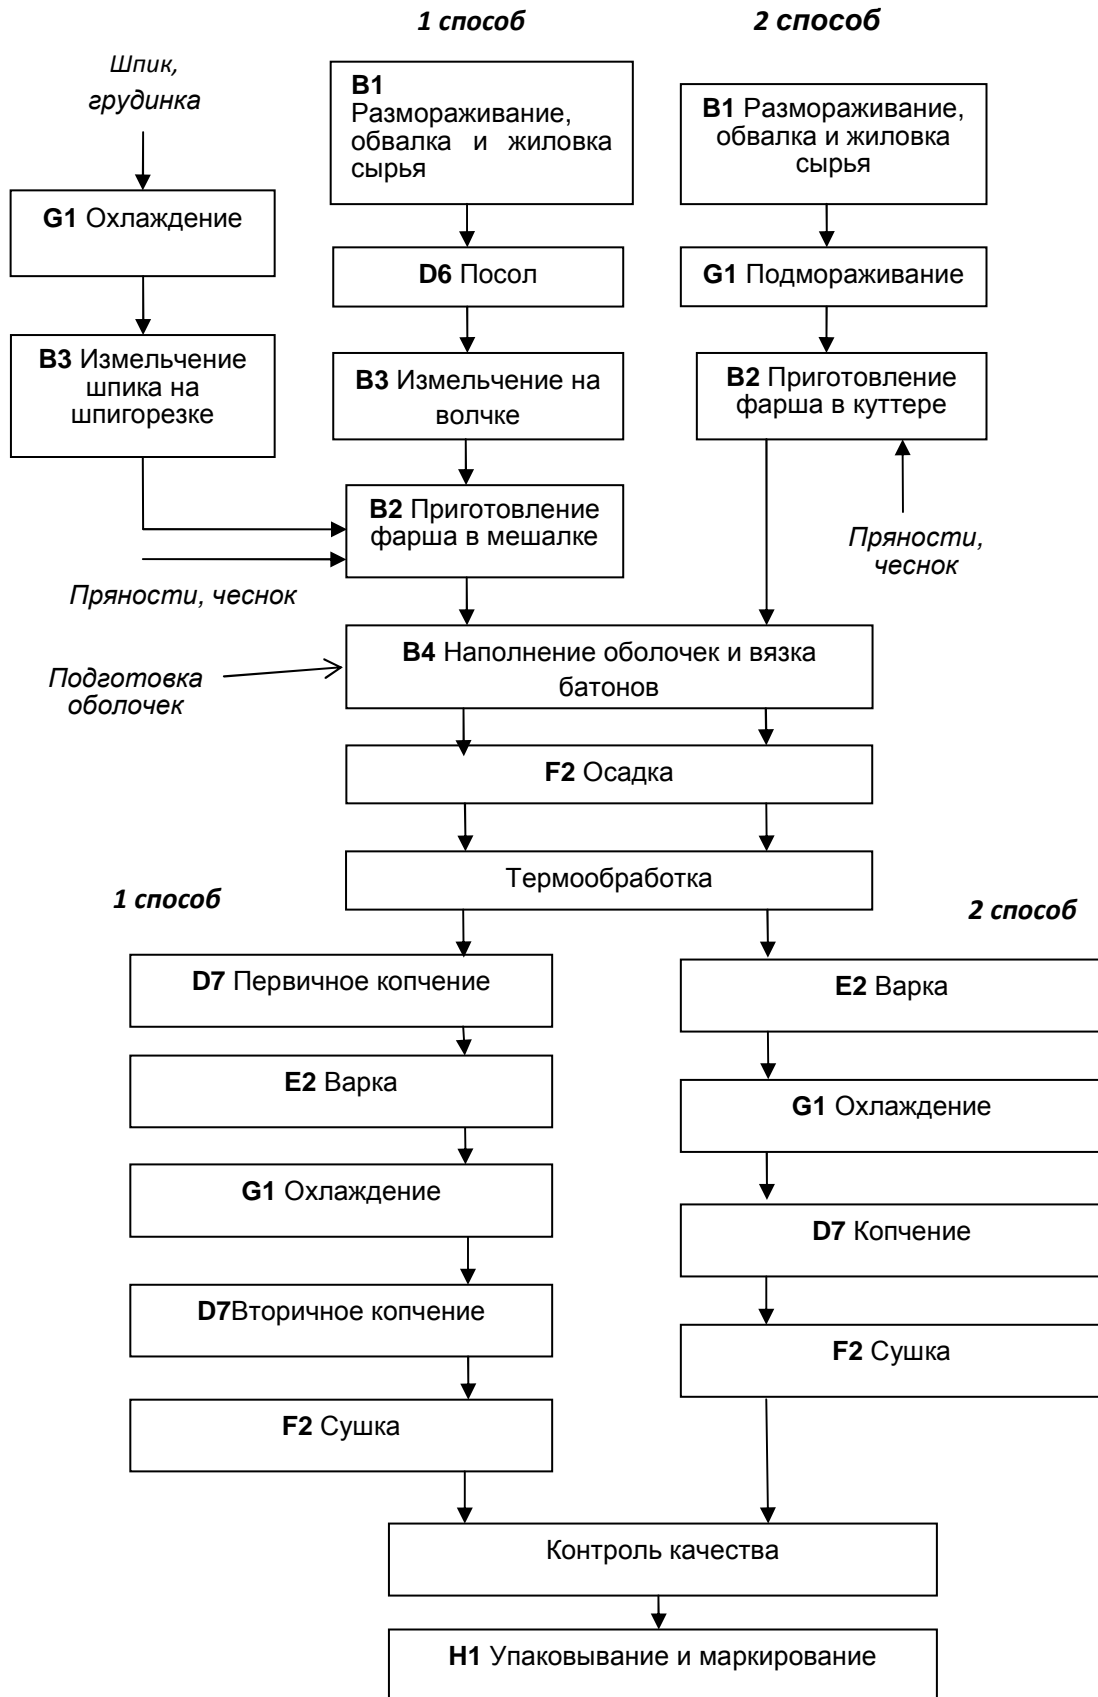 1 способ
2 способ
Шпик,
грудинка
B1
Размораживание,
обвалка и жиловка
сырья
B1 Размораживание,
обвалка и жиловка
сырья
G1 Охлаждение
D6 Посол
G1 Подмораживание
B3 Измельчение
шпика на
шпигорезке
B3 Измельчение на
волчке
B2 Приготовление
фарша в куттере
B2 Приготовление
фарша в мешалке
Пряности,
чеснок
Пряности, чеснок
B4 Наполнение оболочек и вязка
батонов
Подготовка
оболочек
F2 Осадка
Термообработка
1 способ
2 способ
D7 Первичное копчение
E2 Варка
E2 Варка
G1 Охлаждение
G1 Охлаждение
D7 Копчение
D7Вторичное копчение
F2 Сушка
F2 Сушка
Контроль качества
H1 Упаковывание и маркирование